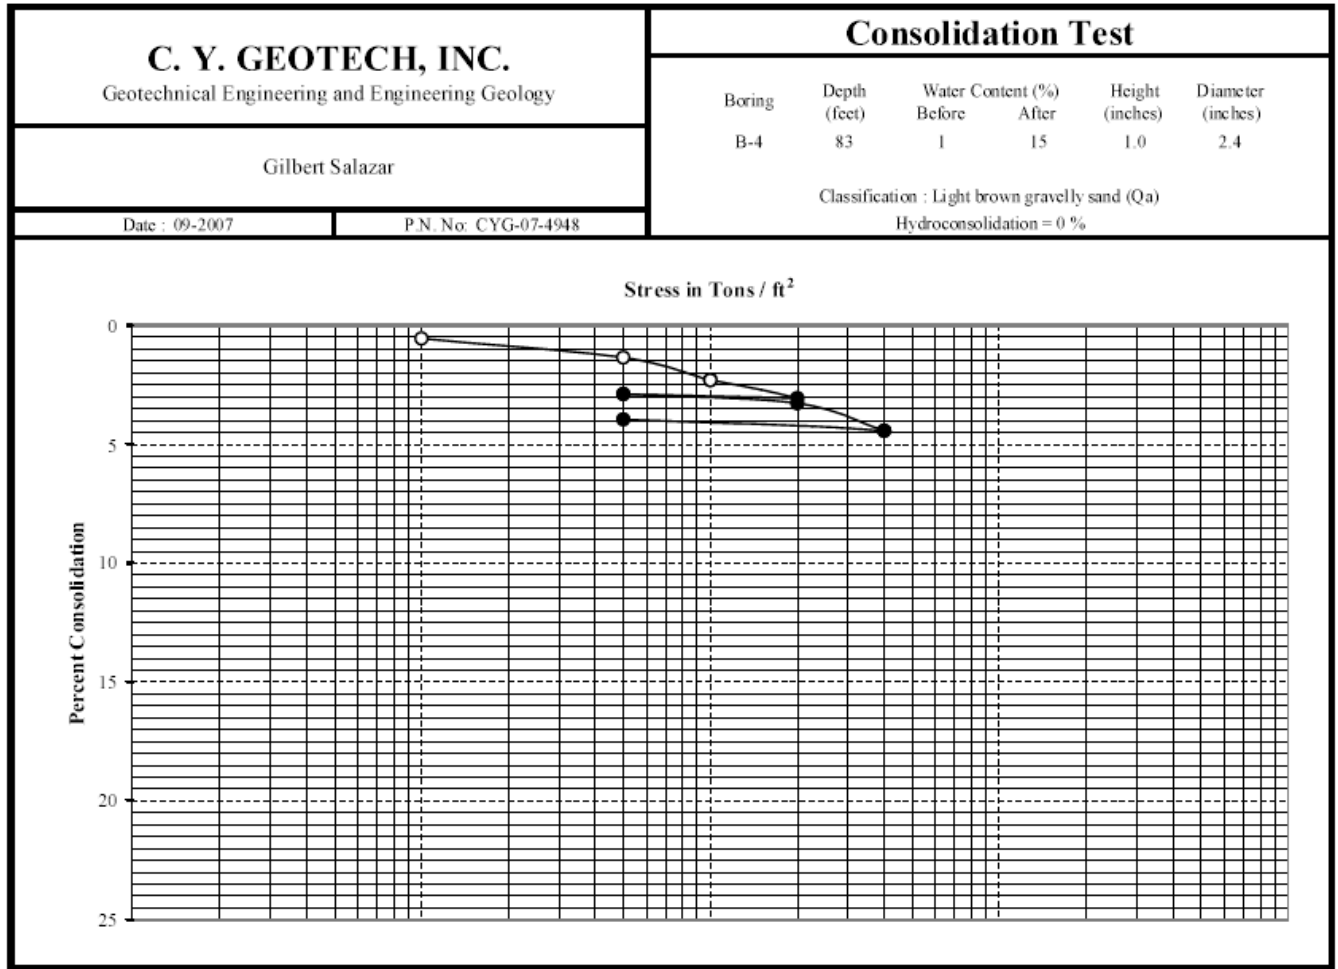 C. Y. GEOTECH, INC.
Geotechnical Engineering and Engineering Geology
Gilbert Salazar
Date : 09-2007
P.N. No: CYG-07-4948
Consolidation Test
Boring Depth (feet) Water Content (%) Before After Height (inches) Diameter (inches)
B-4 83 1 15 1.0 2.4
Classification : Light brown gravelly sand (Qa)
Hydroconsolidation = 0 %
Stress in Tons / ft²
Percent Consolidation
0
5
10
15
20
25